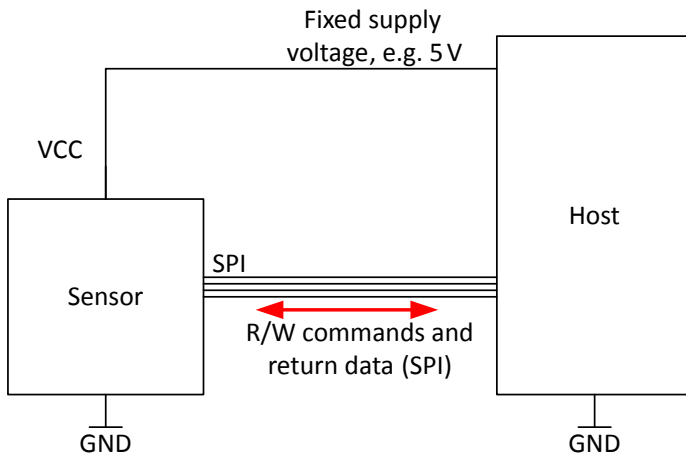 Fixed supply
voltage, e.g. 5 V
VCC
Host
SPI
Sensor
R/W commands and
return data (SPI)
GND
GND